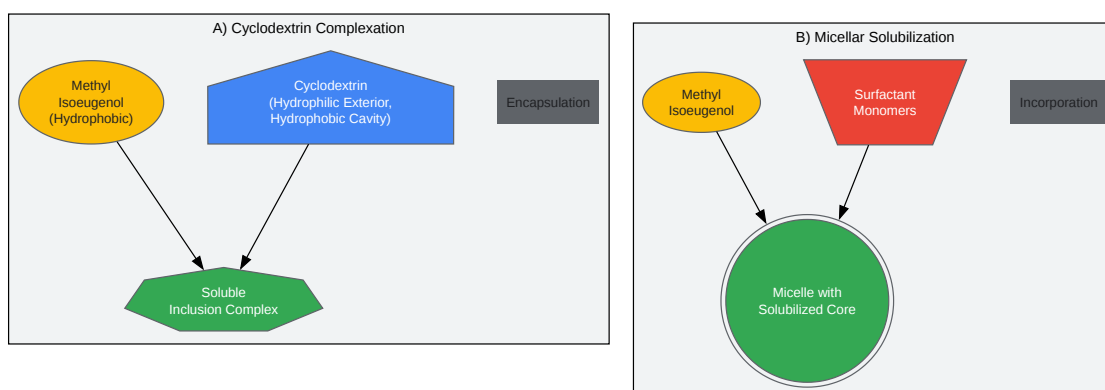 A) Cyclodextrin Complexation
Methyl
Isoeugenol
(Hydrophobic)
Cyclodextrin
(Hydrophilic Exterior,
Hydrophobic Cavity)
Encapsulation
Soluble
Inclusion Complex
B) Micellar Solubilization
Methyl
Isoeugenol
Surfactant
Monomers
Incorporation
Micelle with
Solubilized Core